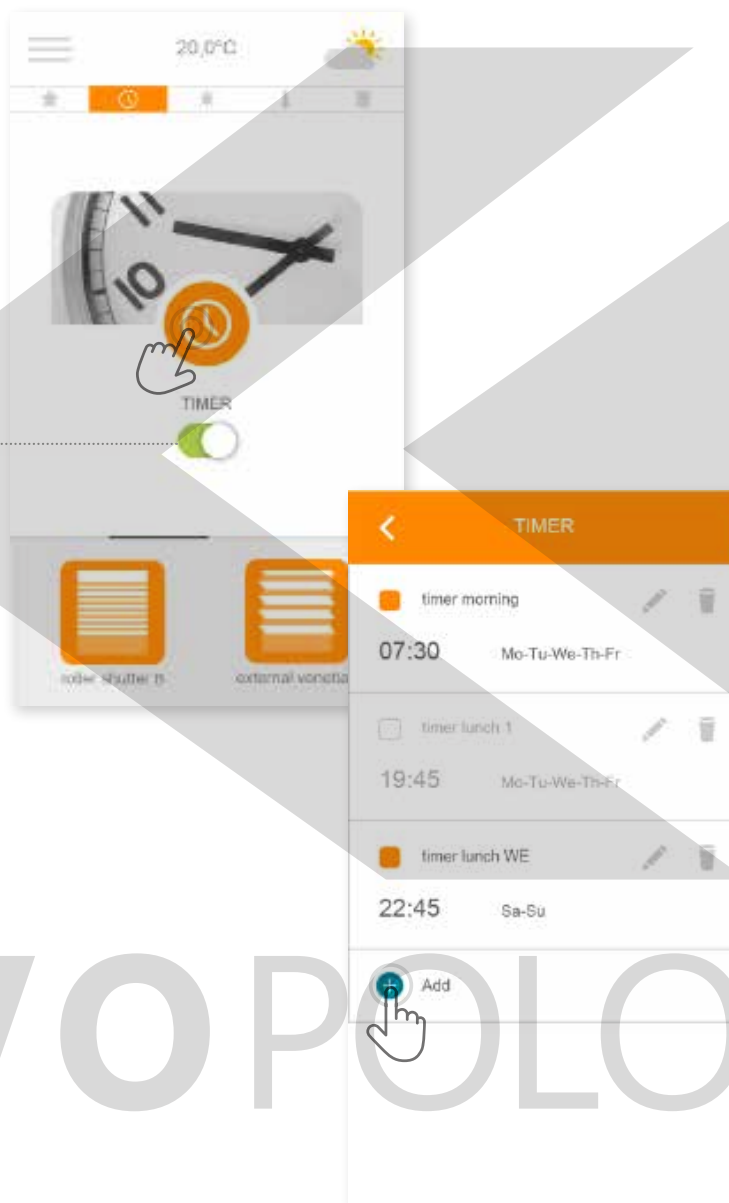 20,0°C
11
10
TIMER
roller shutter
external
TIMER
timer morning
07:30 Mo-Tu-We-Th-Fr
timer lunch 1
19:45 Mo-Tu-We-Th-Fr
timer lunch WE
22:45 Sa-Su
Add
VOPOLO